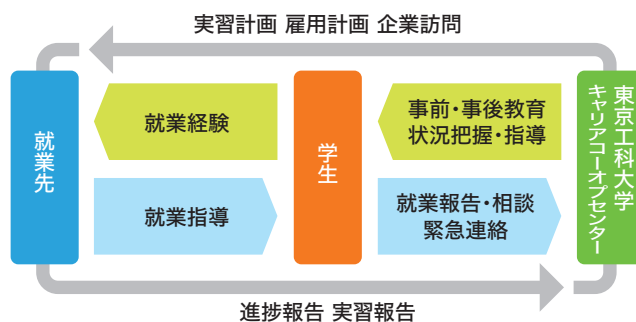 実習計画 雇用計画 企業訪問
就業先
就業経験
就業指導
学生
事前・事後教育
状況把握・指導
就業報告・相談
緊急連絡
東京工科大学
キャリアコーオプセンター
進捗報告 実習報告